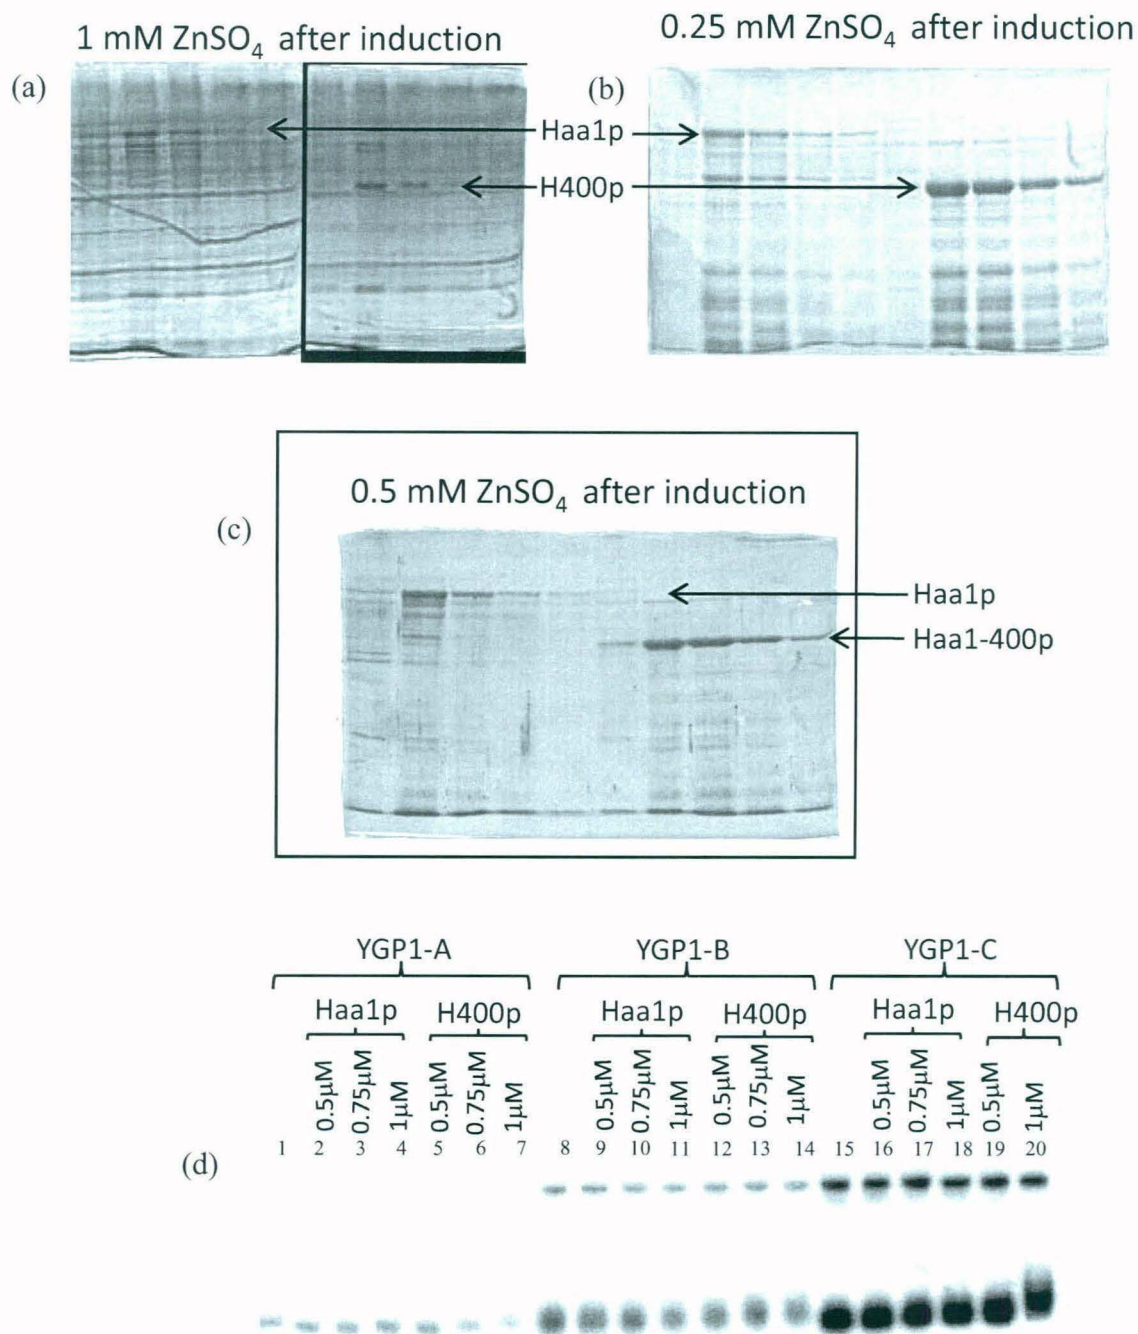 1 mM ZnSO₄ after induction
0.25 mM ZnSO₄ after induction
(a)
(b)
Haa1p
H400p
0.5 mM ZnSO₄ after induction
(c)
Haa1p
Haa1-400p
YGP1-A YGP1-B YGP1-C
Haa1p H400p Haa1p H400p Haa1p H400p
0.5µM 0.75µM 1µM 0.5µM 0.75µM 1µM 0.5µM 0.75µM 1µM 0.5µM 0.75µM 1µM 0.5µM 0.75µM 1µM 0.5µM 1µM
1 2 3 4 5 6 7 8 9 10 11 12 13 14 15 16 17 18 19 20
(d)